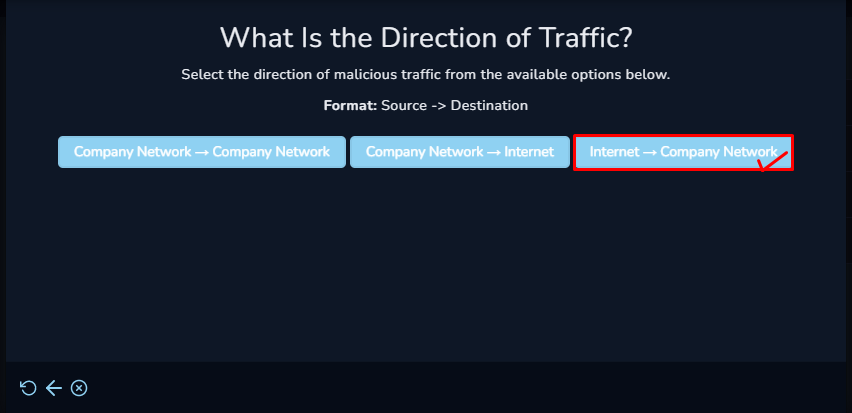 What Is the Direction of Traffic?
Select the direction of malicious traffic from the available options below.
Format: Source -> Destination
Company Network → Company Network
Company Network → Internet
Internet → Company Network